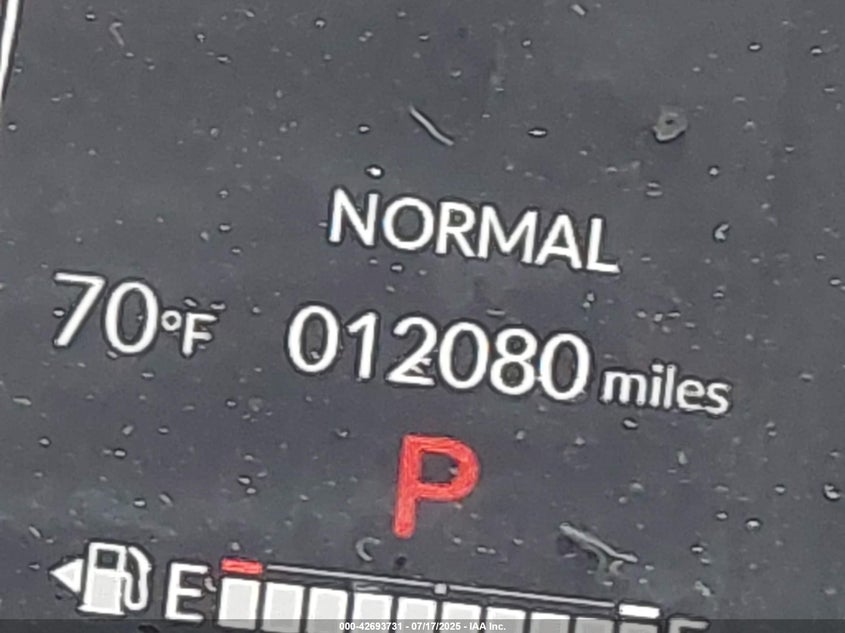 NORMAL
70°F 012080 miles
P
E F
000-42693731 - 07/17/2025 - IAA Inc.